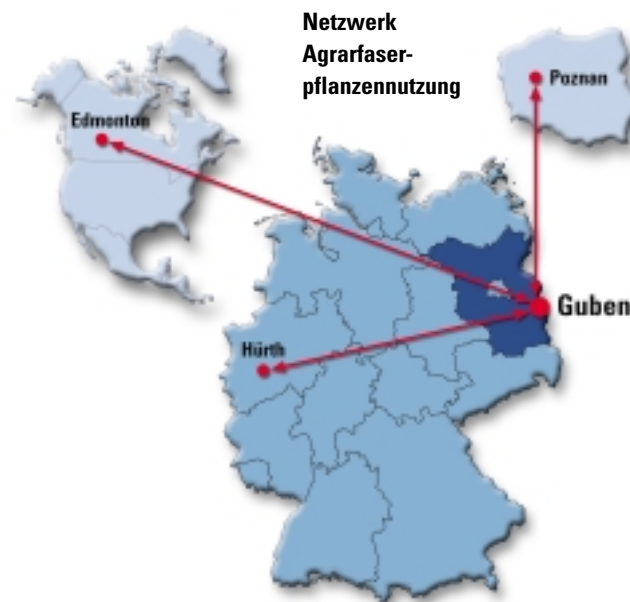 Netzwerk
Agrarfaser-
pflanzennutzung
Poznan
Edmonton
Guben
Hürth